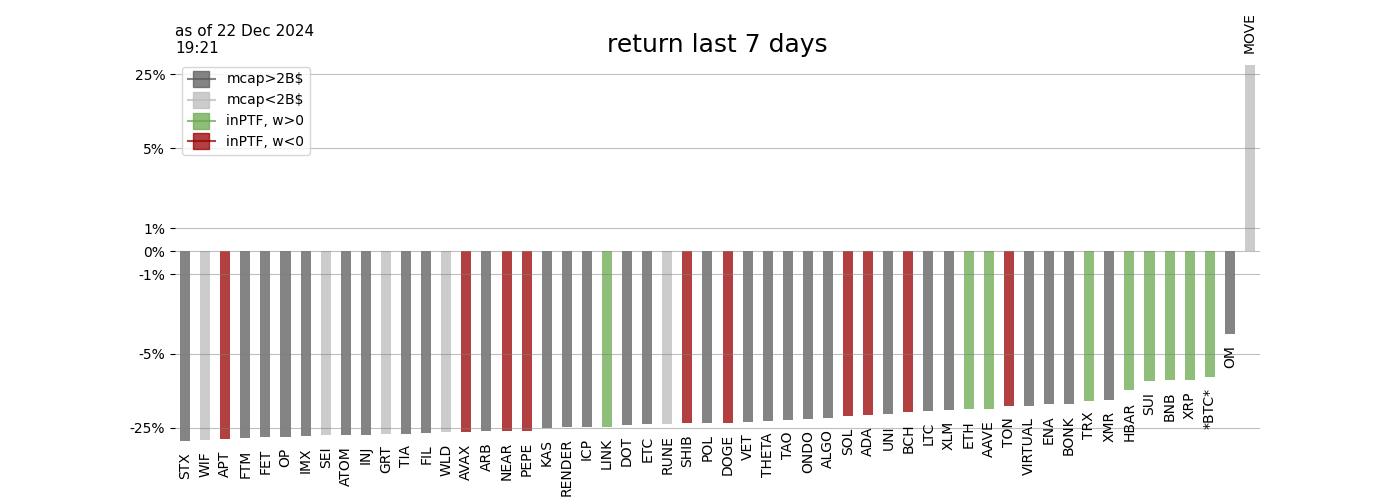 as of 22 Dec 2024
19:21
return last 7 days
MOVE
25%
5%
1%
0%
-1%
-5%
-25%
mcap>2B$
mcap<2B$
inPTF, w>0
inPTF, w<0
STX
WIF
APT
FTM
FET
OP
IMX
SEI
ATOM
INJ
GRT
TIA
FIL
WLD
AVAX
ARB
NEAR
PEPE
KAS
RENDER
ICP
LINK
DOT
ETC
RUNE
SHIB
POL
DOGE
VET
THETA
TAO
ONDO
ALGO
SOL
ADA
UNI
BCH
LTC
XLM
ETH
AAVE
TON
VIRTUAL
ENA
BONK
TRX
XMR
HBAR
SUI
BNB
XRP
*BTC*
OM